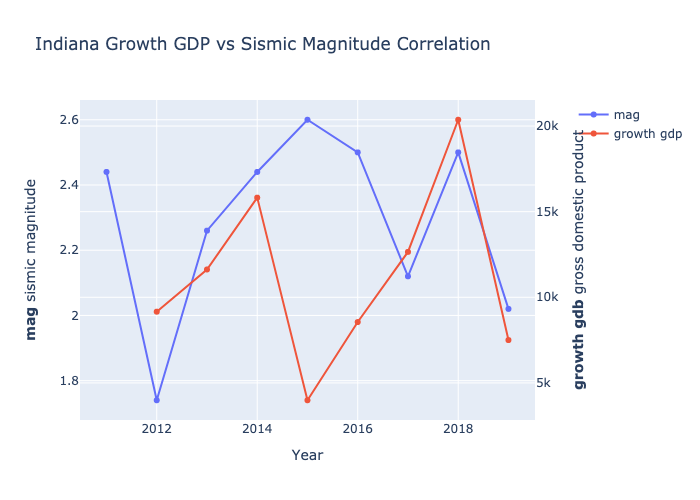 Indiana Growth GDP vs Sismic Magnitude Correlation
mag
growth gdp
2.6
2.4
2.2
2
1.8
mag sismic magnitude
20k
15k
10k
5k
growth gdb gross domestic product
2012
2014
2016
2018
Year